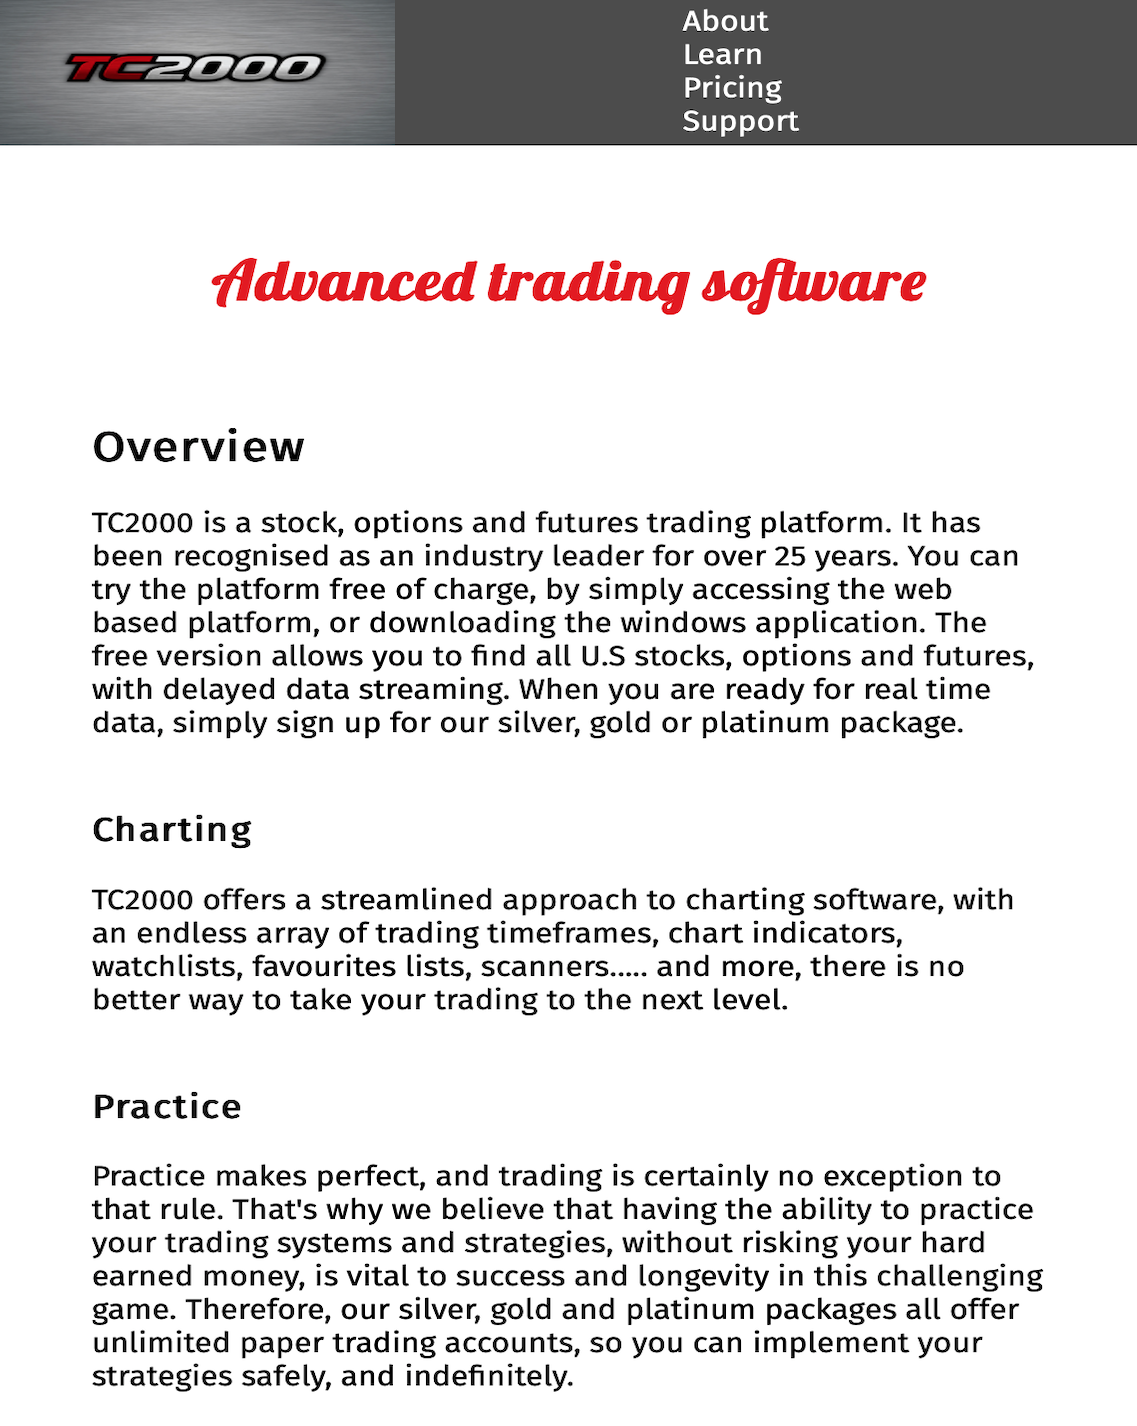 TC2000
About
Learn
Pricing
Support
Advanced trading software
Overview
TC2000 is a stock, options and futures trading platform. It has
been recognised as an industry leader for over 25 years. You can
try the platform free of charge, by simply accessing the web
based platform, or downloading the windows application. The
free version allows you to find all U.S stocks, options and futures,
with delayed data streaming. When you are ready for real time
data, simply sign up for our silver, gold or platinum package.
Charting
TC2000 offers a streamlined approach to charting software, with
an endless array of trading timeframes, chart indicators,
watchlists, favourites lists, scanners..... and more, there is no
better way to take your trading to the next level.
Practice
Practice makes perfect, and trading is certainly no exception to
that rule. That's why we believe that having the ability to practice
your trading systems and strategies, without risking your hard
earned money, is vital to success and longevity in this challenging
game. Therefore, our silver, gold and platinum packages all offer
unlimited paper trading accounts, so you can implement your
strategies safely, and indefinitely.